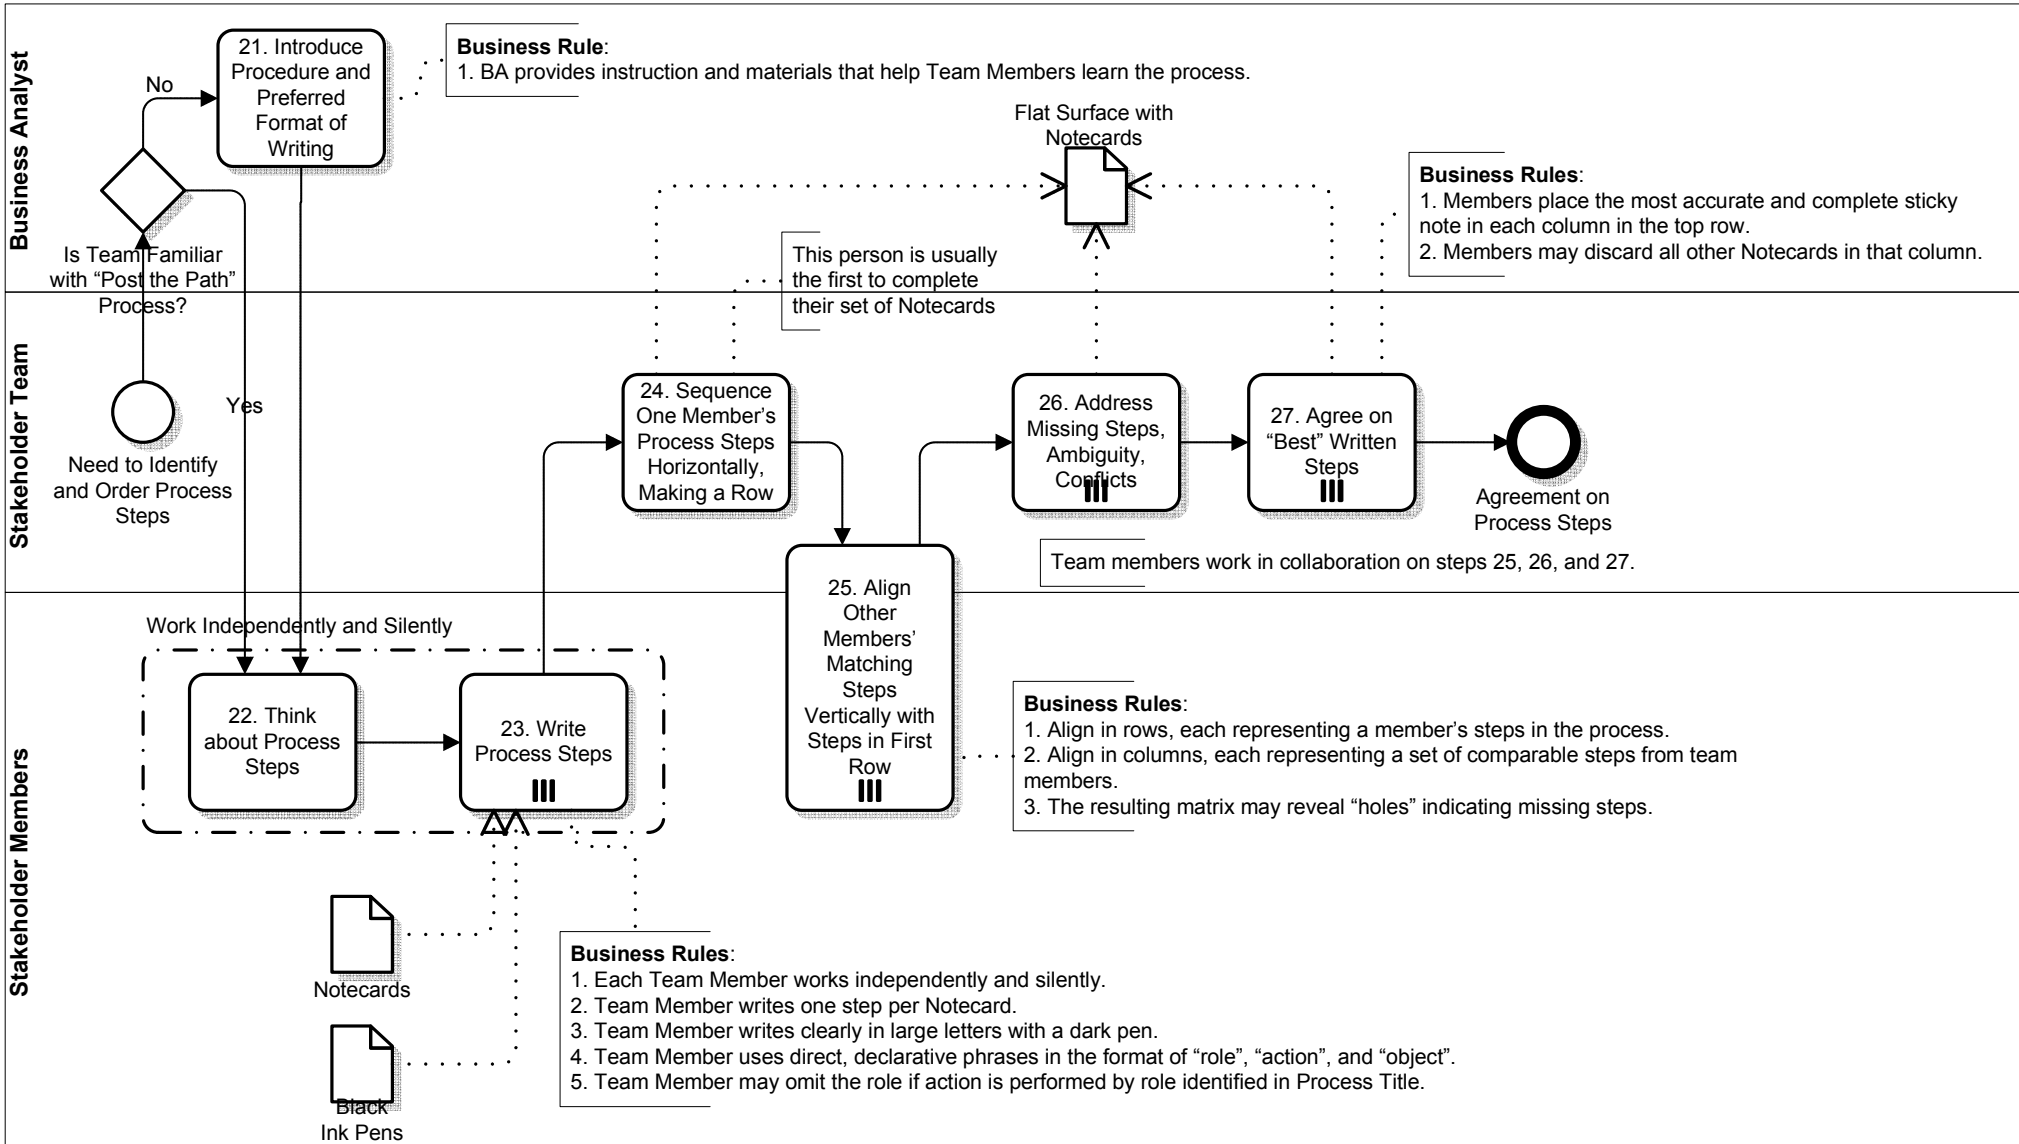 Business Analyst
21. Introduce
Procedure and
Preferred
Format of
Writing
No
Business Rule:
1. BA provides instruction and materials that help Team Members learn the process.
Is Team Familiar
with “Post the Path”
Process?
Flat Surface with
Notecards
This person is usually
the first to complete
their set of Notecards
Business Rules:
1. Members place the most accurate and complete sticky
note in each column in the top row.
2. Members may discard all other Notecards in that column.
Stakeholder Team
Need to Identify
and Order Process
Steps
Yes
24. Sequence
One Member’s
Process Steps
Horizontally,
Making a Row
26. Address
Missing Steps,
Ambiguity,
Conflicts
27. Agree on
“Best” Written
Steps
Agreement on
Process Steps
Team members work in collaboration on steps 25, 26, and 27.
Stakeholder Members
Work Independently and Silently
22. Think
about Process
Steps
23. Write
Process Steps
25. Align
Other
Members’
Matching
Steps
Vertically with
Steps in First
Row
Business Rules:
1. Align in rows, each representing a member’s steps in the process.
2. Align in columns, each representing a set of comparable steps from team
members.
3. The resulting matrix may reveal “holes” indicating missing steps.
Notecards
Black
Ink Pens
Business Rules:
1. Each Team Member works independently and silently.
2. Team Member writes one step per Notecard.
3. Team Member writes clearly in large letters with a dark pen.
4. Team Member uses direct, declarative phrases in the format of “role”, “action”, and “object”.
5. Team Member may omit the role if action is performed by role identified in Process Title.